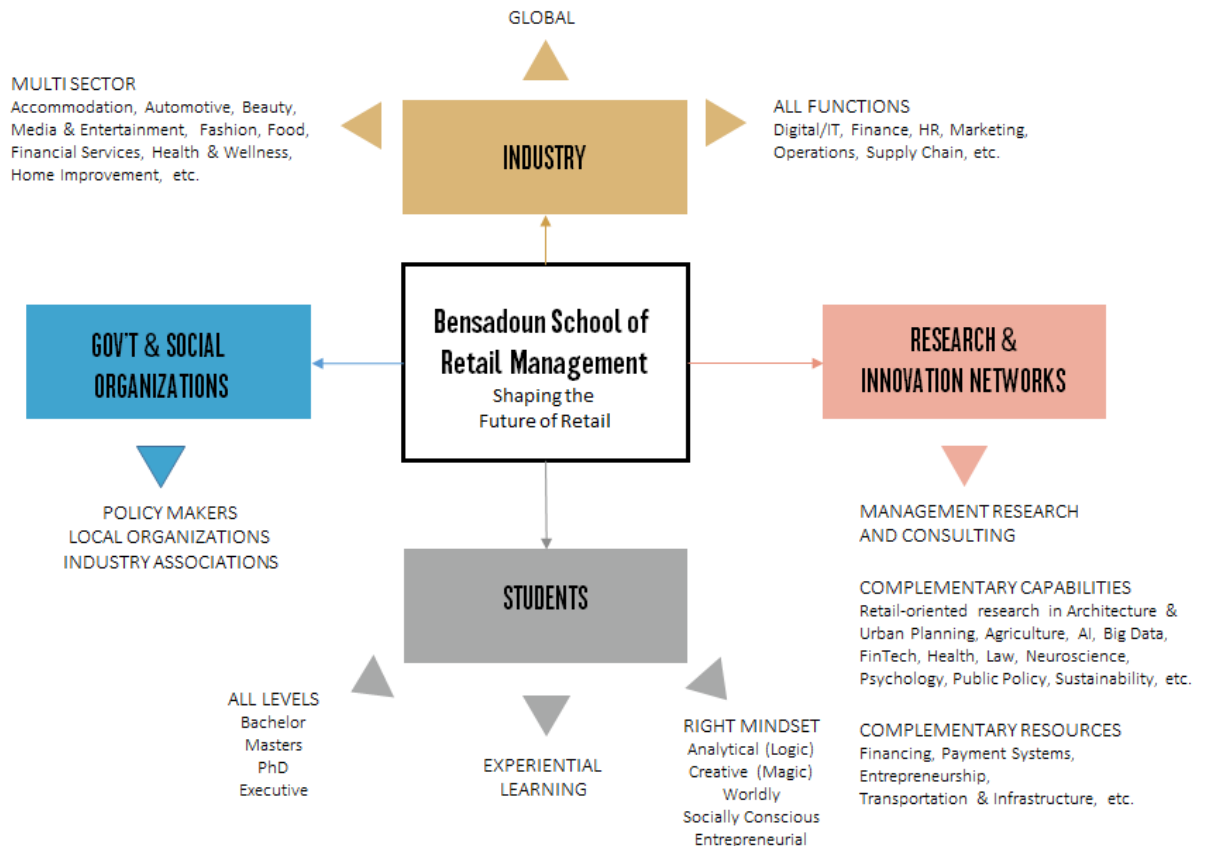 GLOBAL
MULTI SECTOR
Accommodation, Automotive, Beauty,
Media & Entertainment, Fashion, Food,
Financial Services, Health & Wellness,
Home Improvement, etc.
INDUSTRY
ALL FUNCTIONS
Digital/IT, Finance, HR, Marketing,
Operations, Supply Chain, etc.
GOV'T & SOCIAL
ORGANIZATIONS
Bensadoun School of
Retail Management
Shaping the
Future of Retail
RESEARCH &
INNOVATION NETWORKS
POLICY MAKERS
LOCAL ORGANIZATIONS
INDUSTRY ASSOCIATIONS
STUDENTS
MANAGEMENT RESEARCH
AND CONSULTING
COMPLEMENTARY CAPABILITIES
Retail-oriented research in Architecture &
Urban Planning, Agriculture, AI, Big Data,
FinTech, Health, Law, Neuroscience,
Psychology, Public Policy, Sustainability, etc.
COMPLEMENTARY RESOURCES
Financing, Payment Systems,
Entrepreneurship,
Transportation & Infrastructure, etc.
ALL LEVELS
Bachelor
Masters
PhD
Executive
EXPERIENTIAL
LEARNING
RIGHT MINDSET
Analytical (Logic)
Creative (Magic)
Worldly
Socially Conscious
Entrepreneurial